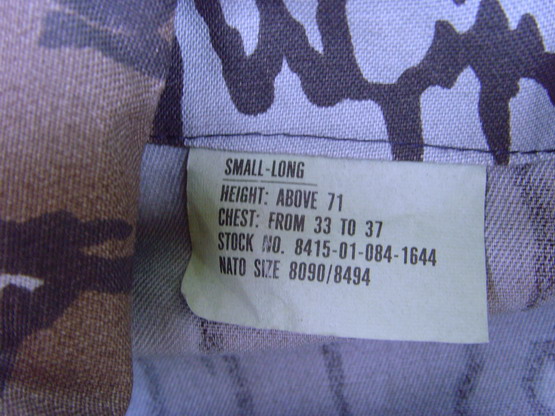 SMALL-LONG
HEIGHT: ABOVE 71
CHEST: FROM 33 TO 37
STOCK NO. 8415-01-084-1644
NATO SIZE 8090/8494